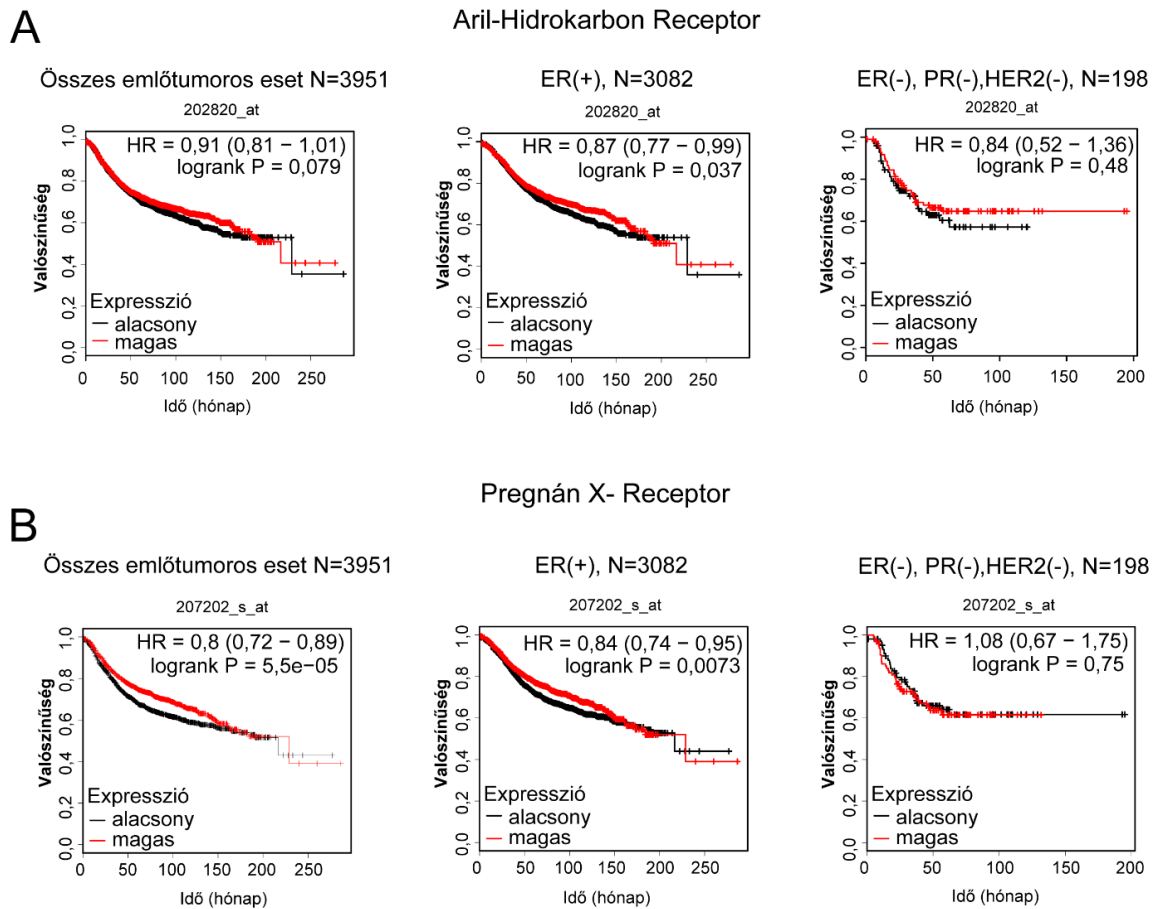 A
Aril-Hidrokarbon Receptor
Összes emlőtumoros eset N=3951
202820_at
HR = 0,91 (0,81 − 1,01)
logrank P = 0,079
Valószínűség
1,0
0,8
0,6
0,4
0,2
0,0
Expresszió
alacsony
magas
0 50 100 150 200 250
Idő (hónap)
ER(+), N=3082
202820_at
HR = 0,87 (0,77 − 0,99)
logrank P = 0,037
Valószínűség
1,0
0,8
0,6
0,4
0,2
0,0
Expresszió
alacsony
magas
0 50 100 150 200 250
Idő (hónap)
ER(-), PR(-),HER2(-), N=198
202820_at
HR = 0,84 (0,52 − 1,36)
logrank P = 0,48
Valószínűség
1,0
0,8
0,6
0,4
0,2
0,0
Expresszió
alacsony
magas
0 50 100 150 200
Idő (hónap)
B
Pregnán X- Receptor
Összes emlőtumoros eset N=3951
207202_s_at
HR = 0,8 (0,72 − 0,89)
logrank P = 5,5e−05
Valószínűség
1,0
0,8
0,6
0,4
0,2
0,0
Expresszió
alacsony
magas
0 50 100 150 200 250
Idő (hónap)
ER(+), N=3082
207202_s_at
HR = 0,84 (0,74 − 0,95)
logrank P = 0,0073
Valószínűség
1,0
0,8
0,6
0,4
0,2
0,0
Expresszió
alacsony
magas
0 50 100 150 200 250
Idő (hónap)
ER(-), PR(-),HER2(-), N=198
207202_s_at
HR = 1,08 (0,67 − 1,75)
logrank P = 0,75
Valószínűség
1,0
0,8
0,6
0,4
0,2
0,0
Expresszió
alacsony
magas
0 50 100 150 200
Idő (hónap)